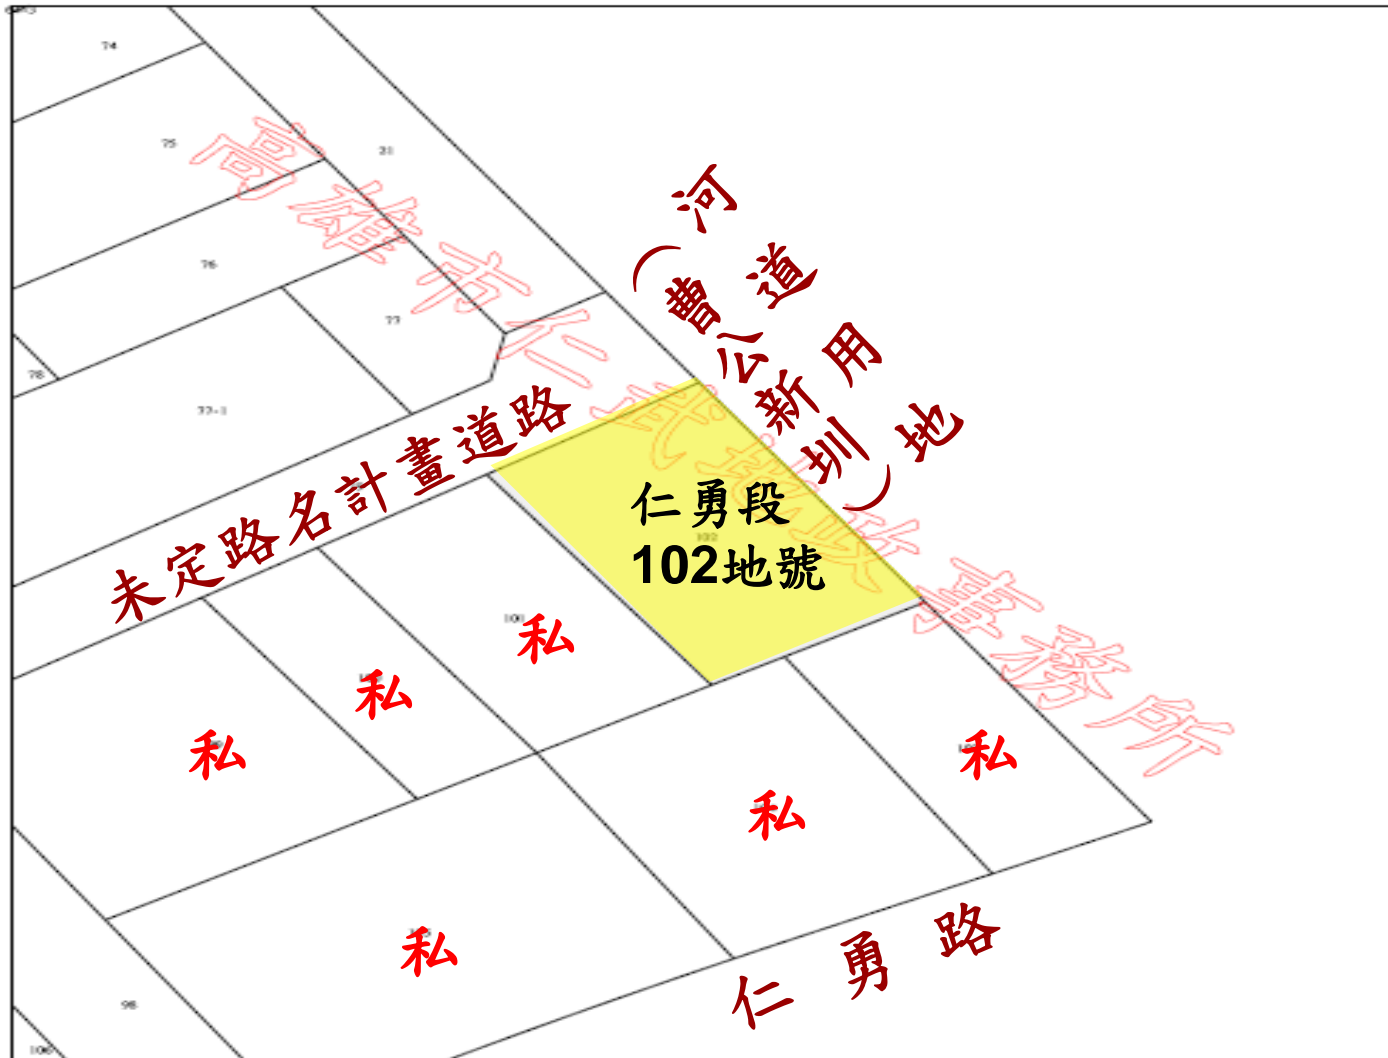 74
75
31
高雄市仁武地政事務所
76
77
78
77-1
河道用地
(曹公新圳)
未定路名計畫道路
仁勇段
102地號
102
101
私
私
私
私
私
私
仁勇路
98